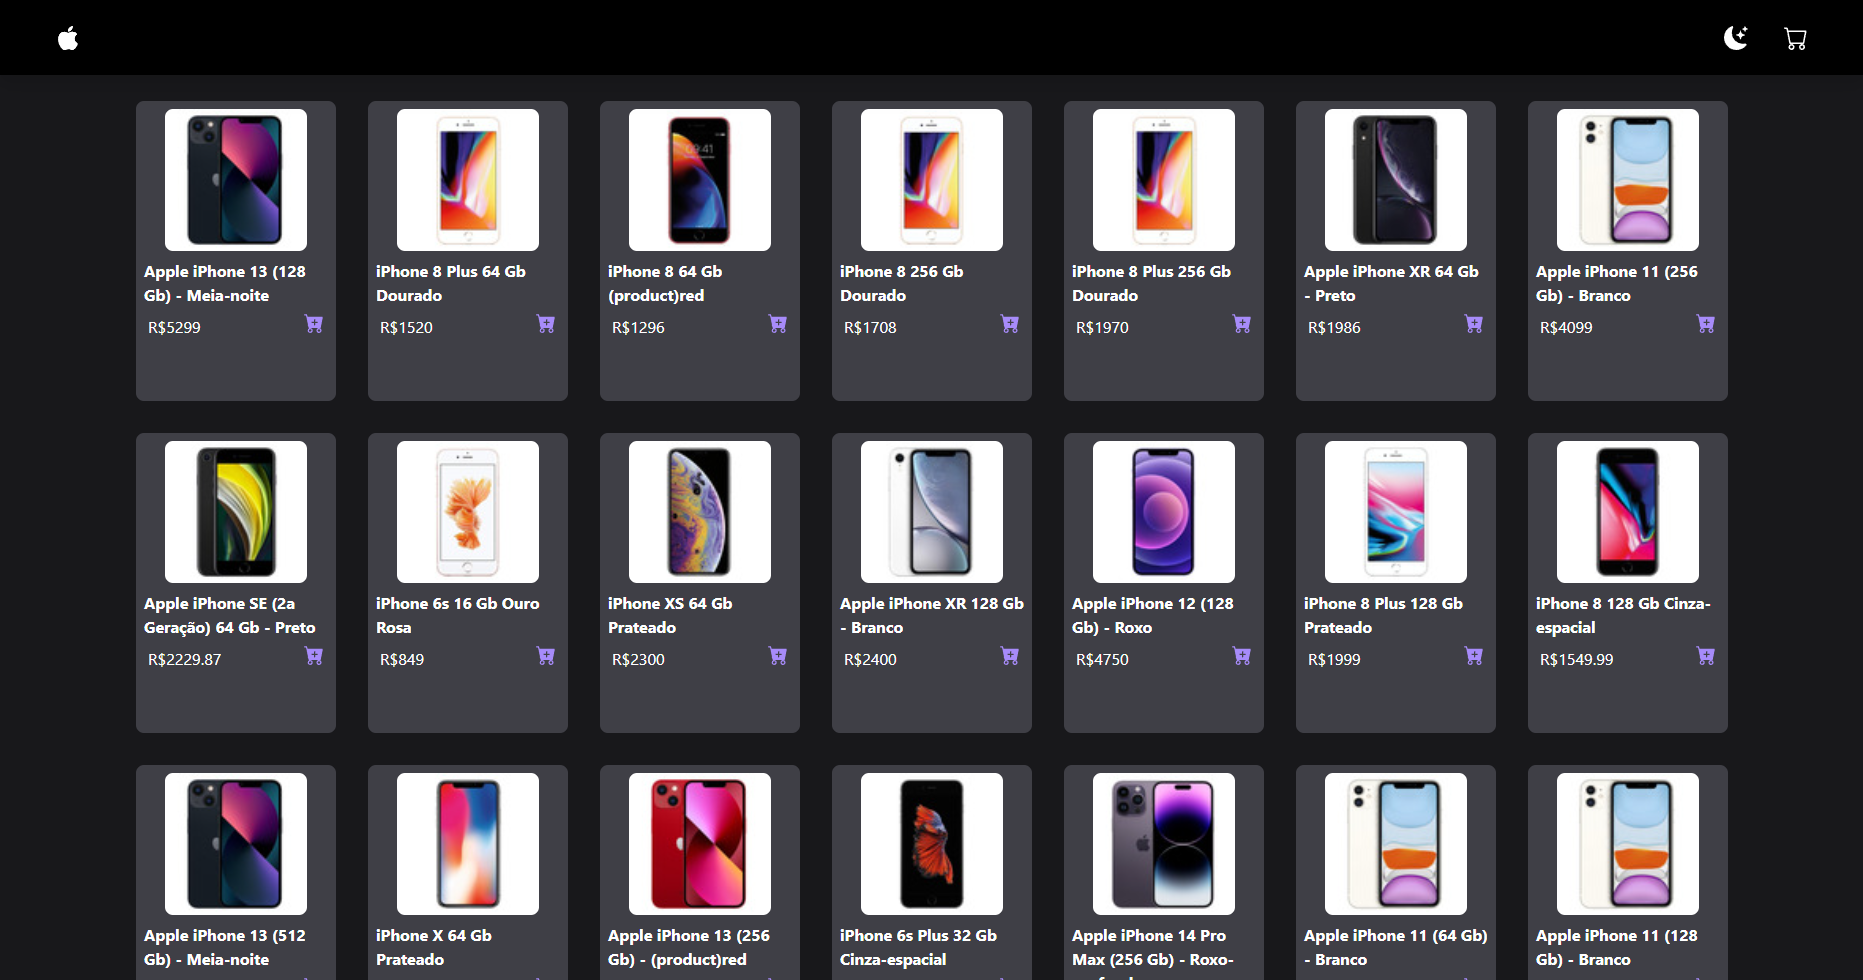 Apple iPhone 13 (128
Gb) - Meia-noite
R$5299
iPhone 8 Plus 64 Gb
Dourado
R$1520
09:41
iPhone 8 64 Gb
(product)red
R$1296
iPhone 8 256 Gb
Dourado
R$1708
iPhone 8 Plus 256 Gb
Dourado
R$1970
Apple iPhone XR 64 Gb
- Preto
R$1986
Apple iPhone 11 (256
Gb) - Branco
R$4099
Apple iPhone SE (2a
Geração) 64 Gb - Preto
R$2229.87
iPhone 6s 16 Gb Ouro
Rosa
R$849
iPhone XS 64 Gb
Prateado
R$2300
Apple iPhone XR 128 Gb
- Branco
R$2400
Apple iPhone 12 (128
Gb) - Roxo
R$4750
iPhone 8 Plus 128 Gb
Prateado
R$1999
iPhone 8 128 Gb Cinza-
espacial
R$1549.99
Apple iPhone 13 (512
Gb) - Meia-noite
iPhone X 64 Gb
Prateado
Apple iPhone 13 (256
Gb) - (product)red
iPhone 6s Plus 32 Gb
Cinza-espacial
Apple iPhone 14 Pro
Max (256 Gb) - Roxo-
Apple iPhone 11 (64 Gb)
- Branco
Apple iPhone 11 (128
Gb) - Branco